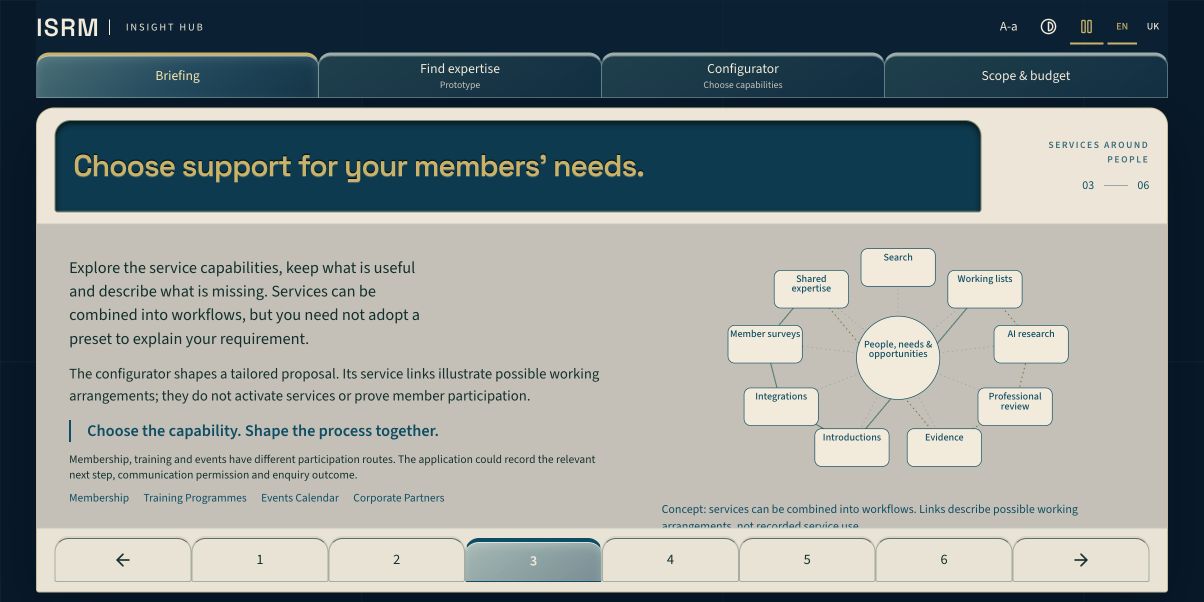 ISRM
INSIGHT HUB
A-a
EN
UK
Briefing
Find expertise
Prototype
Configurator
Choose capabilities
Scope & budget
Choose support for your members’ needs.
SERVICES AROUND
PEOPLE
03
06
Explore the service capabilities, keep what is useful
and describe what is missing. Services can be
combined into workflows, but you need not adopt a
preset to explain your requirement.
The configurator shapes a tailored proposal. Its service links illustrate possible working
arrangements; they do not activate services or prove member participation.
Choose the capability. Shape the process together.
Membership, training and events have different participation routes. The application could record the relevant
next step, communication permission and enquiry outcome.
Membership
Training Programmes
Events Calendar
Corporate Partners
Search
Shared
expertise
Working lists
Member surveys
People, needs &
opportunities
AI research
Integrations
Professional
review
Introductions
Evidence
Concept: services can be combined into workflows. Links describe possible working
arrangements, not recorded service use.
1
2
3
4
5
6